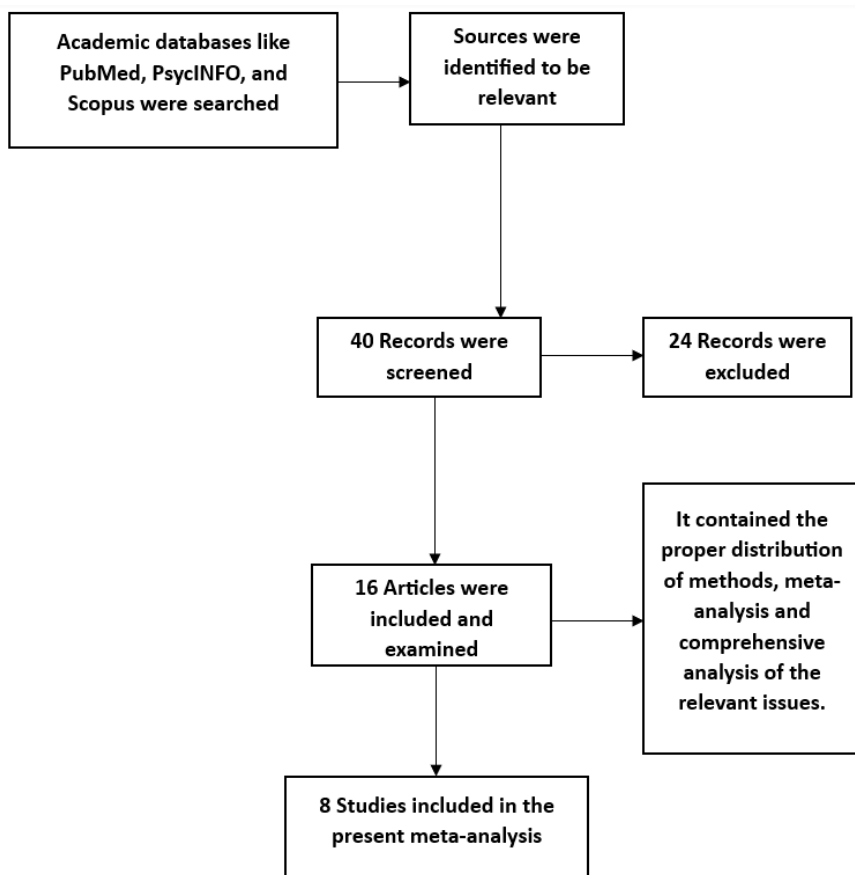 Academic databases like
PubMed, PsycINFO, and
Scopus were searched
Sources were
identified to be
relevant
40 Records were
screened
24 Records were
excluded
16 Articles were
included and
examined
It contained the
proper distribution
of methods, meta-
analysis and
comprehensive
analysis of the
relevant issues.
8 Studies included in the
present meta-analysis